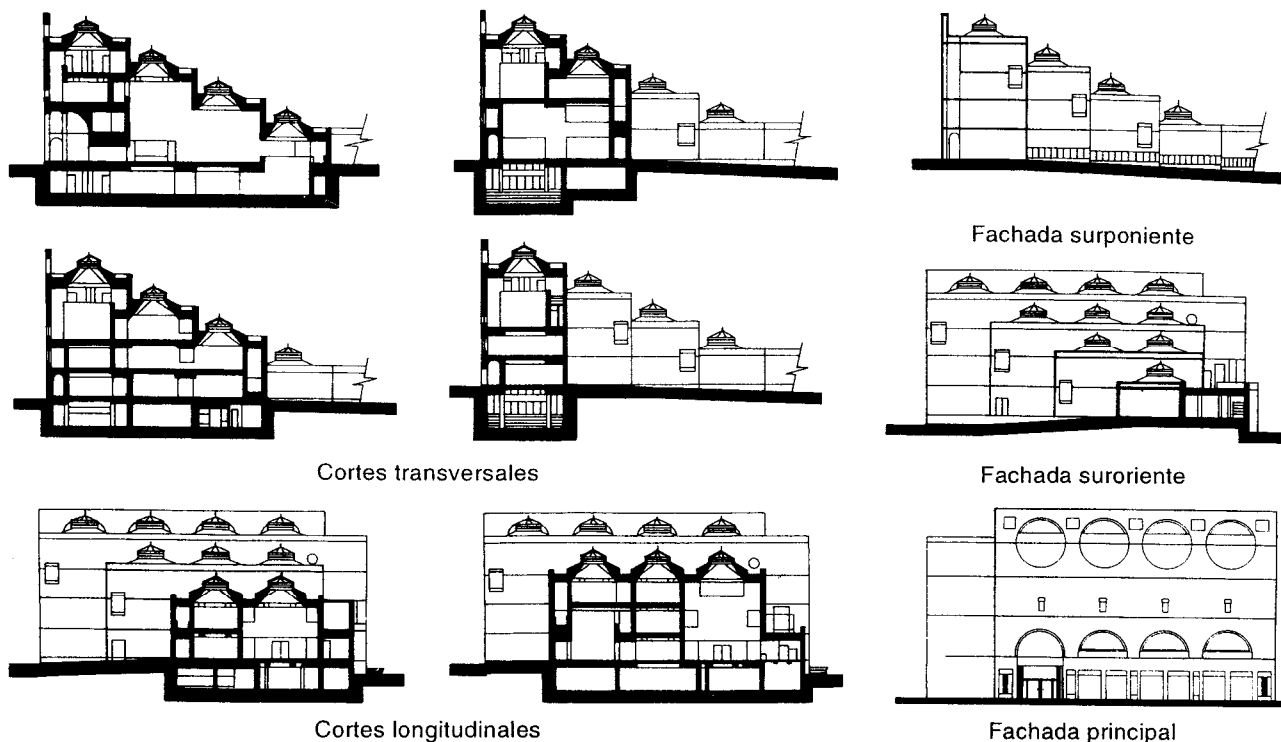 Fachada surponiente
Cortes transversales
Fachada suroriente
Cortes longitudinales
Fachada principal